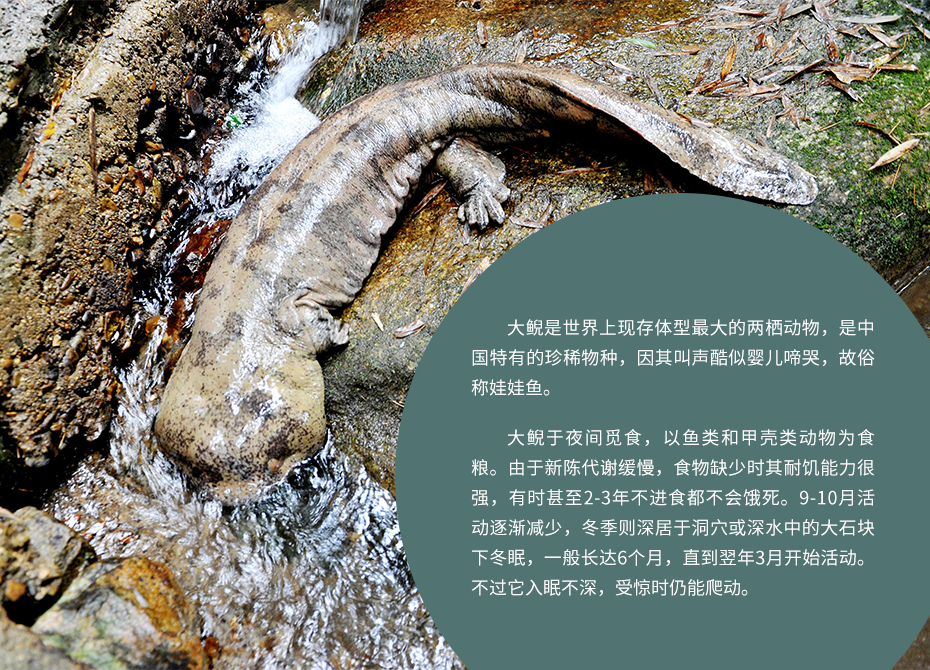 大鲵是世界上现存体型最大的两栖动物，是中
国特有的珍稀物种，因其叫声酷似婴儿啼哭，故俗
称娃娃鱼。
大鲵于夜间觅食，以鱼类和甲壳类动物为食
粮。由于新陈代谢缓慢，食物缺少时其耐饥能力很
强，有时甚至2-3年不进食都不会饿死。9-10月活
动逐渐减少，冬季则深居于洞穴或深水中的大石块
下冬眠，一般长达6个月，直到翌年3月开始活动。
不过它入眠不深，受惊时仍能爬动。